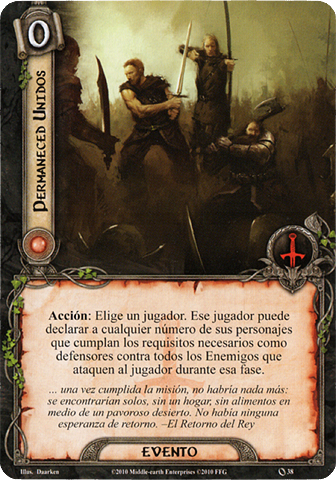 0
PERMANECED UNIDOS
Acción: Elige un jugador. Ese jugador puede
declarar a cualquier número de sus personajes
que cumplan los requisitos necesarios como
defensores contra todos los Enemigos que
ataquen al jugador durante esa fase.
... una vez cumplida la misión, no habría nada más:
se encontrarían solos, sin un hogar, sin alimentos en
medio de un pavoroso desierto. No había ninguna
esperanza de retorno. –El Retorno del Rey
EVENTO
Illus. Daarken
©2010 Middle-earth Enterprises ©2010 FFG
38